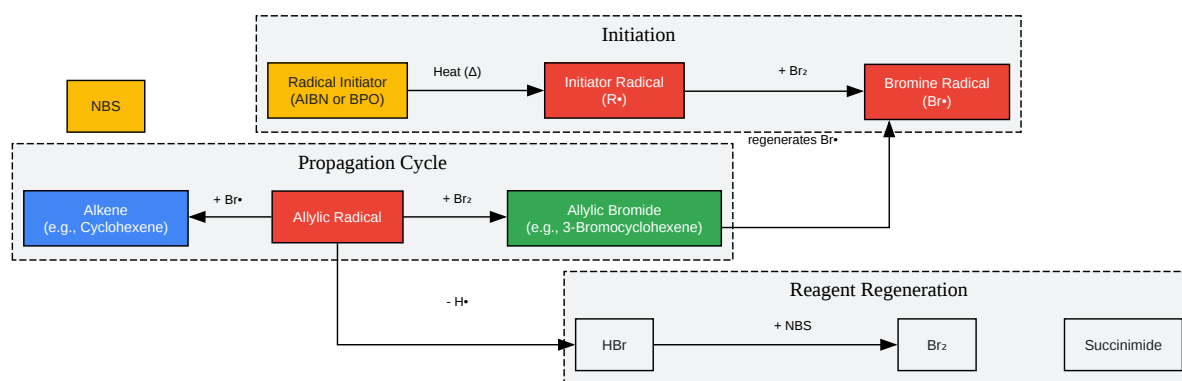 Initiation
Radical Initiator
(AIBN or BPO)
Heat (Δ)
Initiator Radical
(R•)
+ Br₂
Bromine Radical
(Br•)
NBS
regenerates Br•
Propagation Cycle
Alkene
(e.g., Cyclohexene)
+ Br•
Allylic Radical
+ Br₂
Allylic Bromide
(e.g., 3-Bromocyclohexene)
- H•
Reagent Regeneration
HBr
+ NBS
Br₂
Succinimide